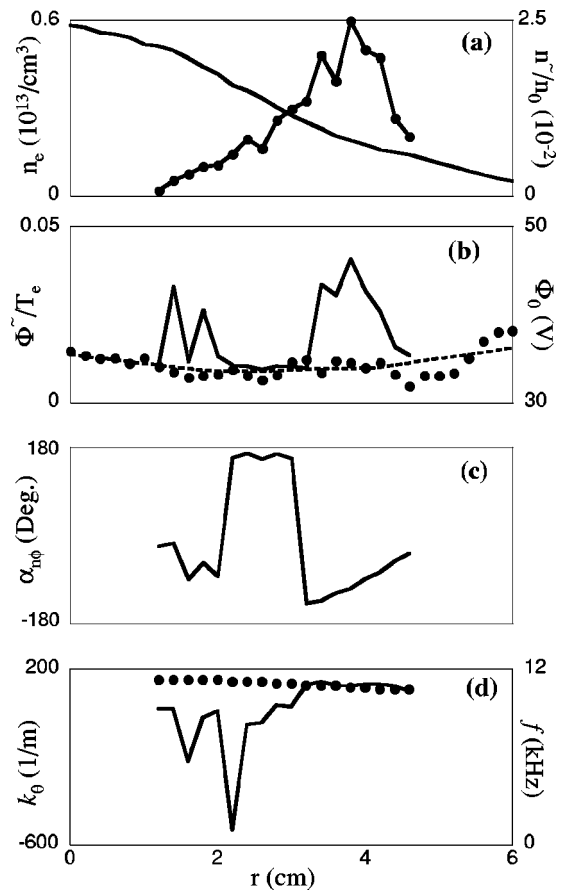 0.6
(a)
2.5
n_e (10^13/cm^3)
n~/n_0 (10^-2)
0
0
0.05
(b)
50
Φ~/T_e
Φ_0 (V)
0
30
180
(c)
α_nϕ (Deg.)
-180
200
(d)
12
k_θ (1/m)
f (kHz)
-600
0
0 2 4 6
r (cm)